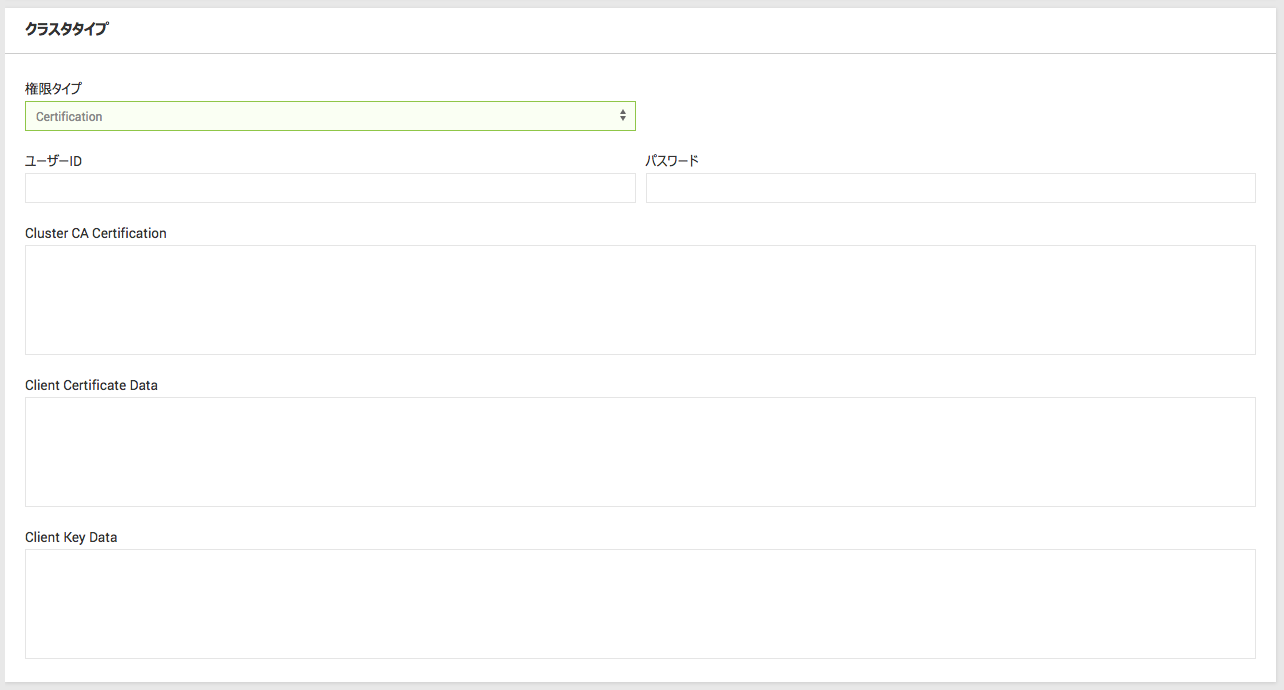 クラスタタイプ
権限タイプ
Certification
ユーザーID
パスワード
Cluster CA Certification
Client Certificate Data
Client Key Data